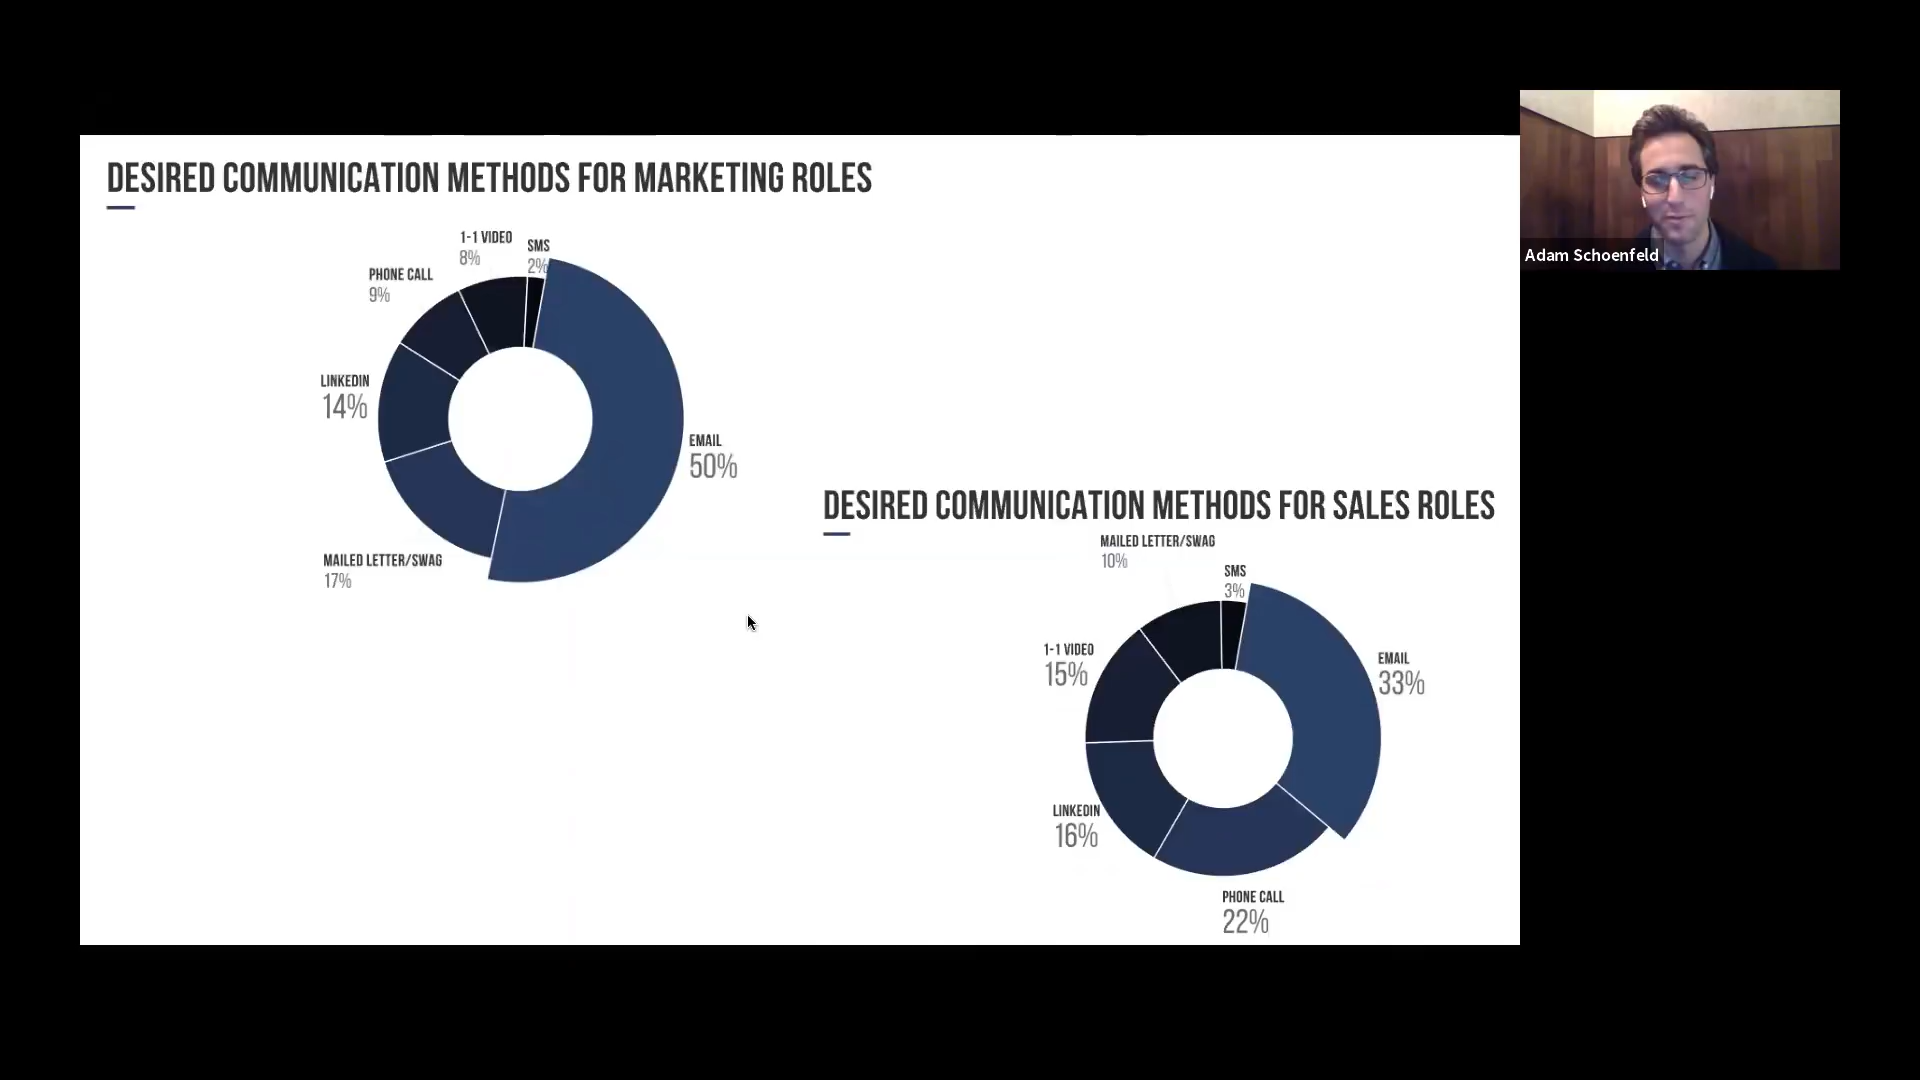 DESIRED COMMUNICATION METHODS FOR MARKETING ROLES
1-1 VIDEO
8%
SMS
2%
PHONE CALL
9%
LINKEDIN
14%
EMAIL
50%
MAILED LETTER/SWAG
17%
DESIRED COMMUNICATION METHODS FOR SALES ROLES
MAILED LETTER/SWAG
10%
SMS
3%
1-1 VIDEO
15%
EMAIL
33%
LINKEDIN
16%
PHONE CALL
22%
Adam Schoenfeld